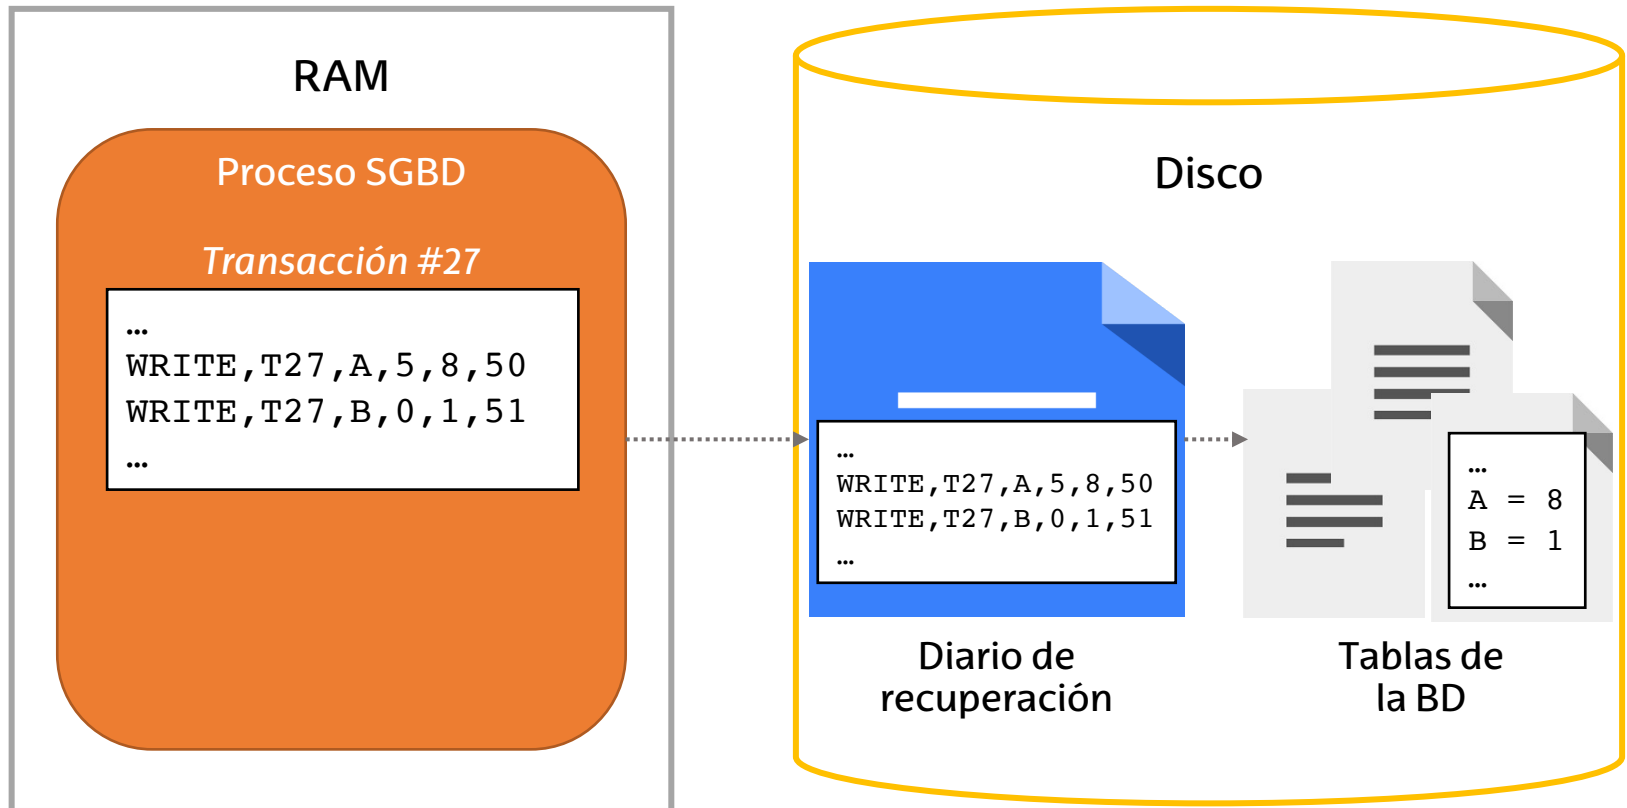 RAM
Proceso SGBD
Transacción #27
…
WRITE,T27,A,5,8,50
WRITE,T27,B,0,1,51
…
Disco
…
WRITE,T27,A,5,8,50
WRITE,T27,B,0,1,51
…
Diario de
recuperación
…
A = 8
B = 1
…
Tablas de
la BD